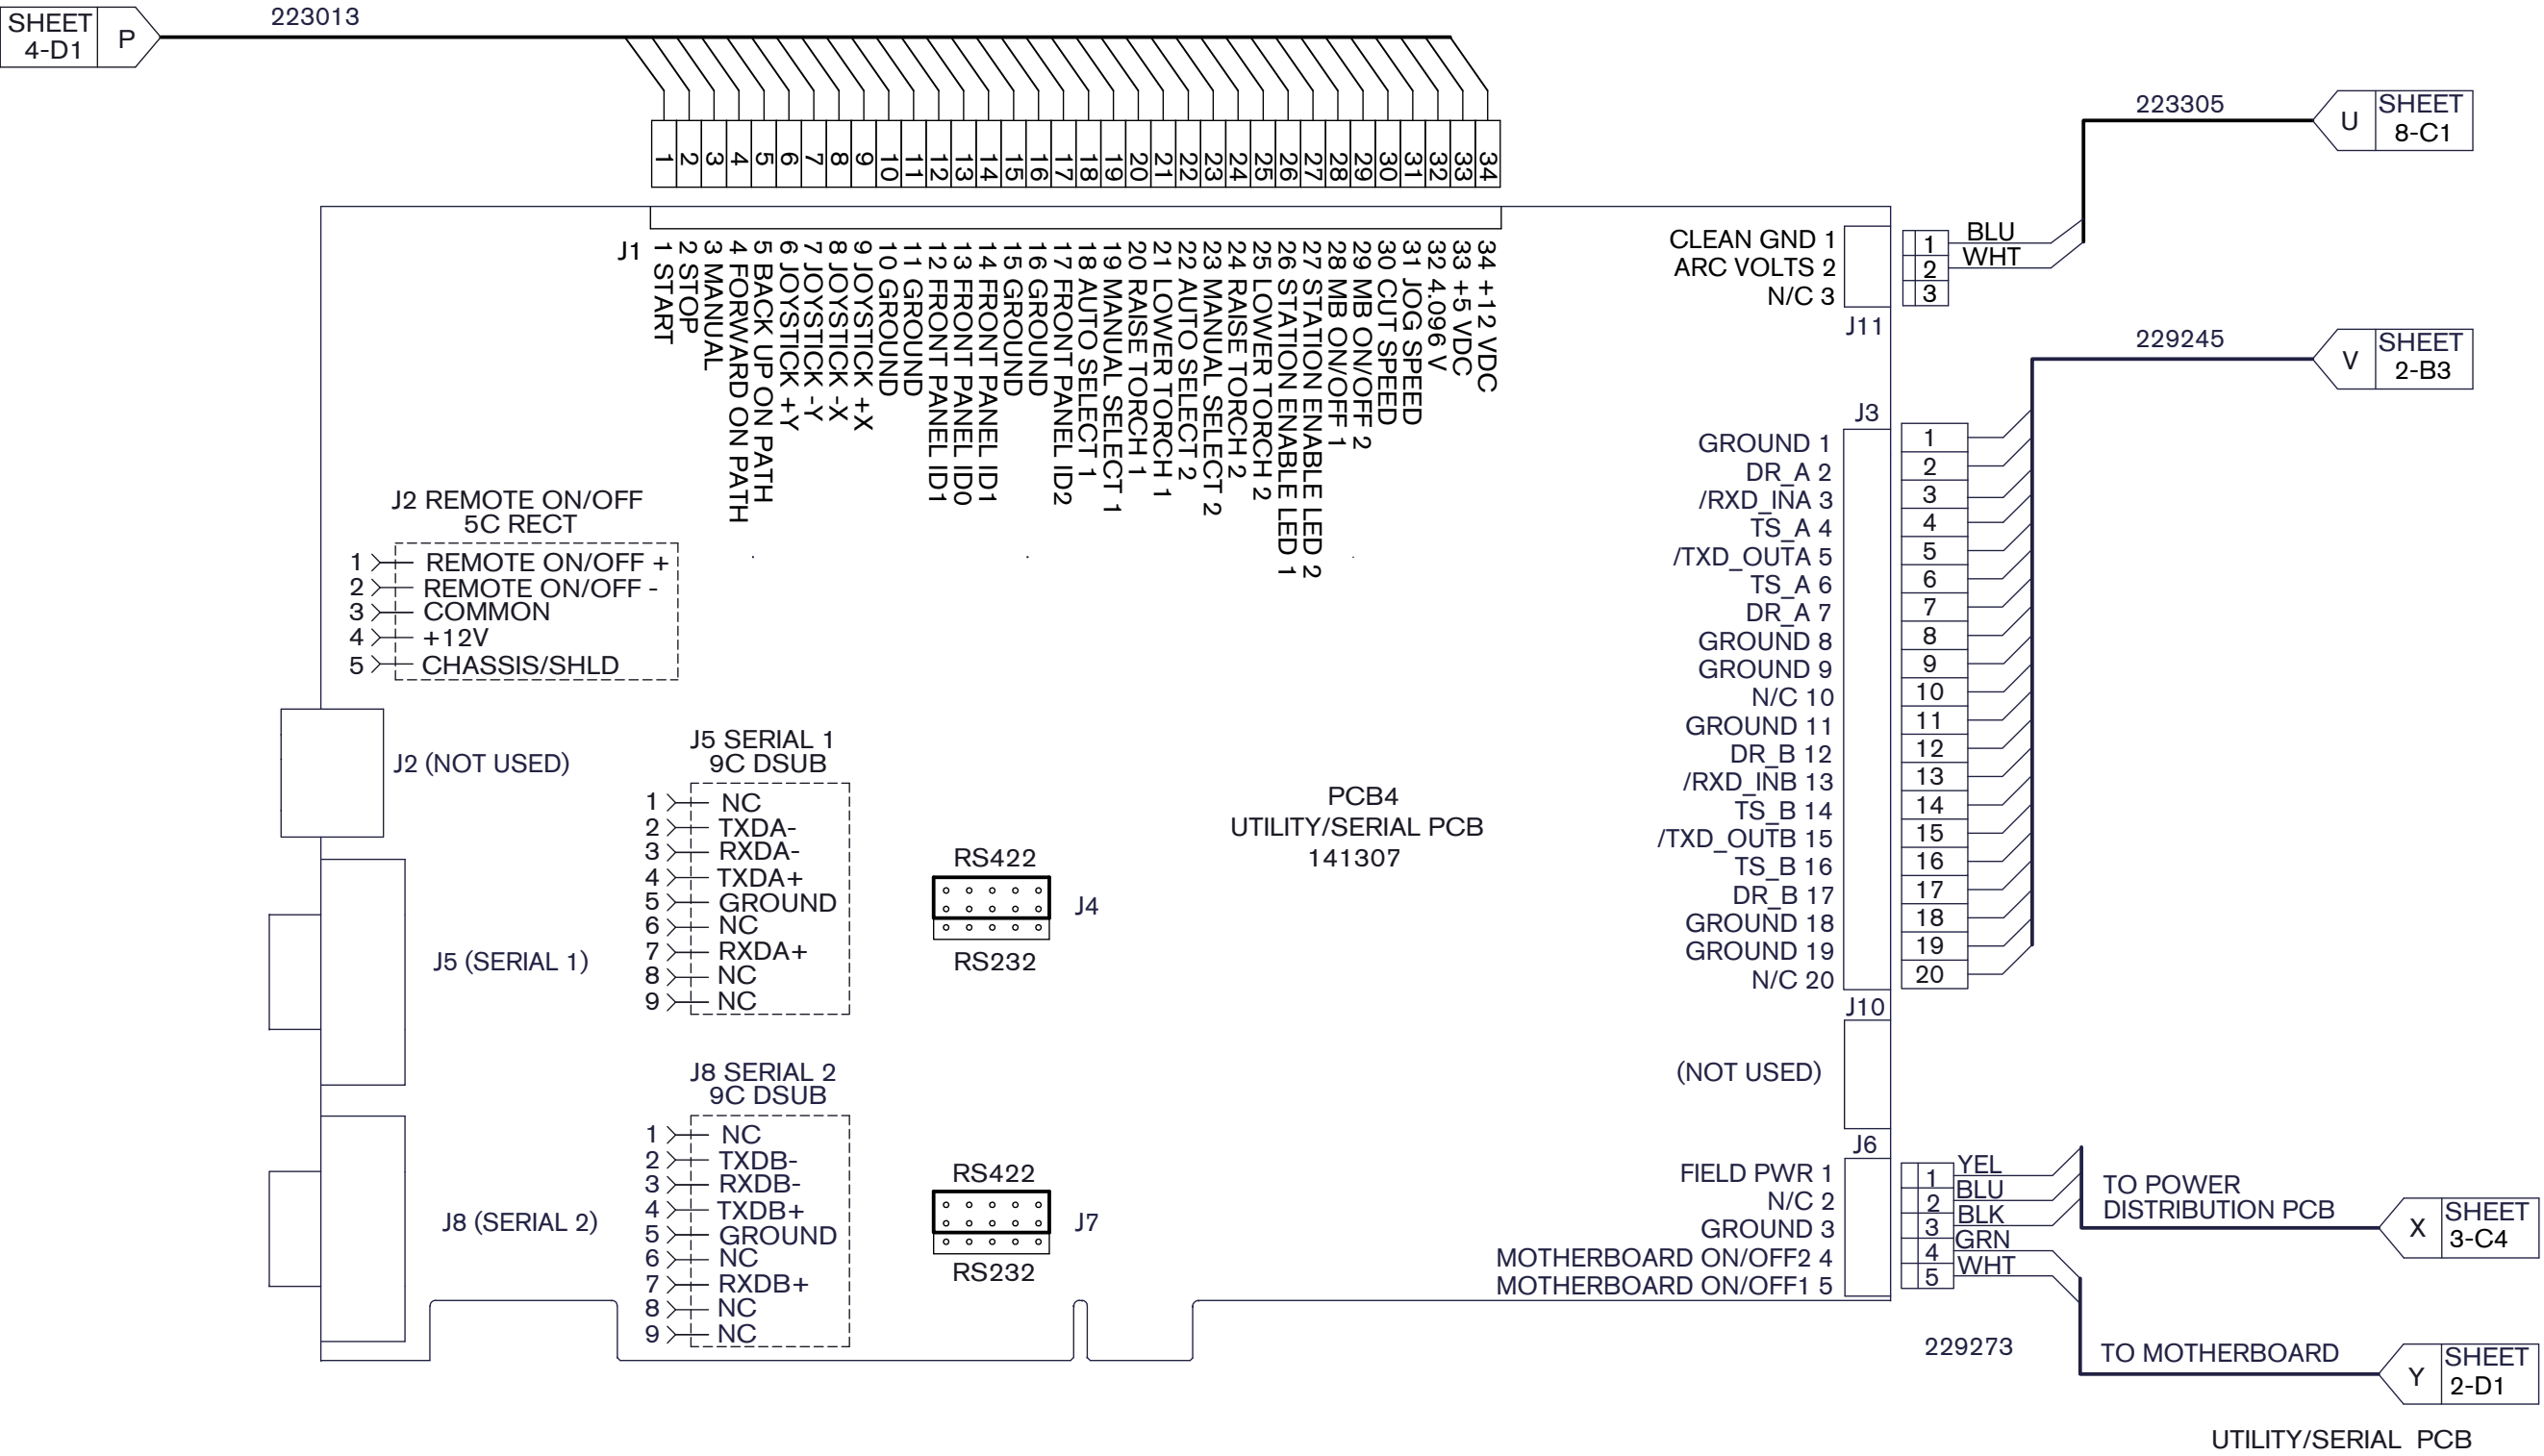 SHEET
4-D1
P
223013
1
2
3
4
5
6
7
8
9
10
11
12
13
14
15
16
17
18
19
20
21
22
23
24
25
26
27
28
29
30
31
32
33
34
J1
1 START
2 STOP
3 MANUAL
4 FORWARD ON PATH
5 BACK UP ON PATH
6 JOYSTICK +Y
7 JOYSTICK -Y
8 JOYSTICK -X
9 JOYSTICK +X
10 GROUND
11 GROUND
12 FRONT PANEL ID1
13 FRONT PANEL ID0
14 FRONT PANEL ID1
15 GROUND
16 GROUND
17 FRONT PANEL ID2
18 AUTO SELECT 1
19 MANUAL SELECT 1
20 RAISE TORCH 1
21 LOWER TORCH 1
22 AUTO SELECT 2
23 MANUAL SELECT 2
24 RAISE TORCH 2
25 LOWER TORCH 2
26 STATION ENABLE LED 1
27 STATION ENABLE LED 2
28 MB ON/OFF 1
29 MB ON/OFF 2
30 CUT SPEED
31 JOG SPEED
32 4.096 V
33 +5 VDC
34 +12 VDC
223305
U
SHEET
8-C1
CLEAN GND 1
ARC VOLTS 2
N/C 3
J11
1 BLU
2 WHT
3
229245
V
SHEET
2-B3
J3
GROUND 1
DR_A 2
/RXD_INA 3
TS_A 4
/TXD_OUTA 5
TS_A 6
DR_A 7
GROUND 8
GROUND 9
N/C 10
GROUND 11
DR_B 12
/RXD_INB 13
TS_B 14
/TXD_OUTB 15
TS_B 16
DR_B 17
GROUND 18
GROUND 19
N/C 20
1
2
3
4
5
6
7
8
9
10
11
12
13
14
15
16
17
18
19
20
J2 REMOTE ON/OFF
5C RECT
1 REMOTE ON/OFF +
2 REMOTE ON/OFF -
3 COMMON
4 +12V
5 CHASSIS/SHLD
J2 (NOT USED)
J5 SERIAL 1
9C DSUB
1 NC
2 TXDA-
3 RXDA-
4 TXDA+
5 GROUND
6 NC
7 RXDA+
8 NC
9 NC
J5 (SERIAL 1)
RS422
J4
RS232
PCB4
UTILITY/SERIAL PCB
141307
J10
(NOT USED)
J8 SERIAL 2
9C DSUB
1 NC
2 TXDB-
3 RXDB-
4 TXDB+
5 GROUND
6 NC
7 RXDB+
8 NC
9 NC
J8 (SERIAL 2)
RS422
J7
RS232
J6
FIELD PWR 1
N/C 2
GROUND 3
MOTHERBOARD ON/OFF2 4
MOTHERBOARD ON/OFF1 5
1 YEL
2 BLU
3 BLK
4 GRN
5 WHT
TO POWER
DISTRIBUTION PCB
X
SHEET
3-C4
229273
TO MOTHERBOARD
Y
SHEET
2-D1
UTILITY/SERIAL PCB